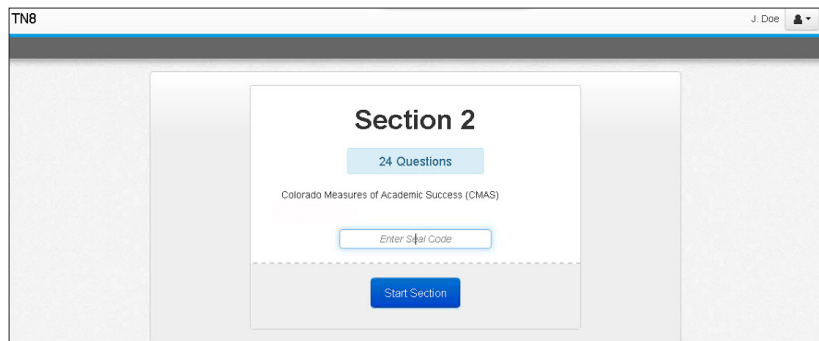 TN8
J. Doe
Section 2
24 Questions
Colorado Measures of Academic Success (CMAS)
Enter Seal Code
Start Section